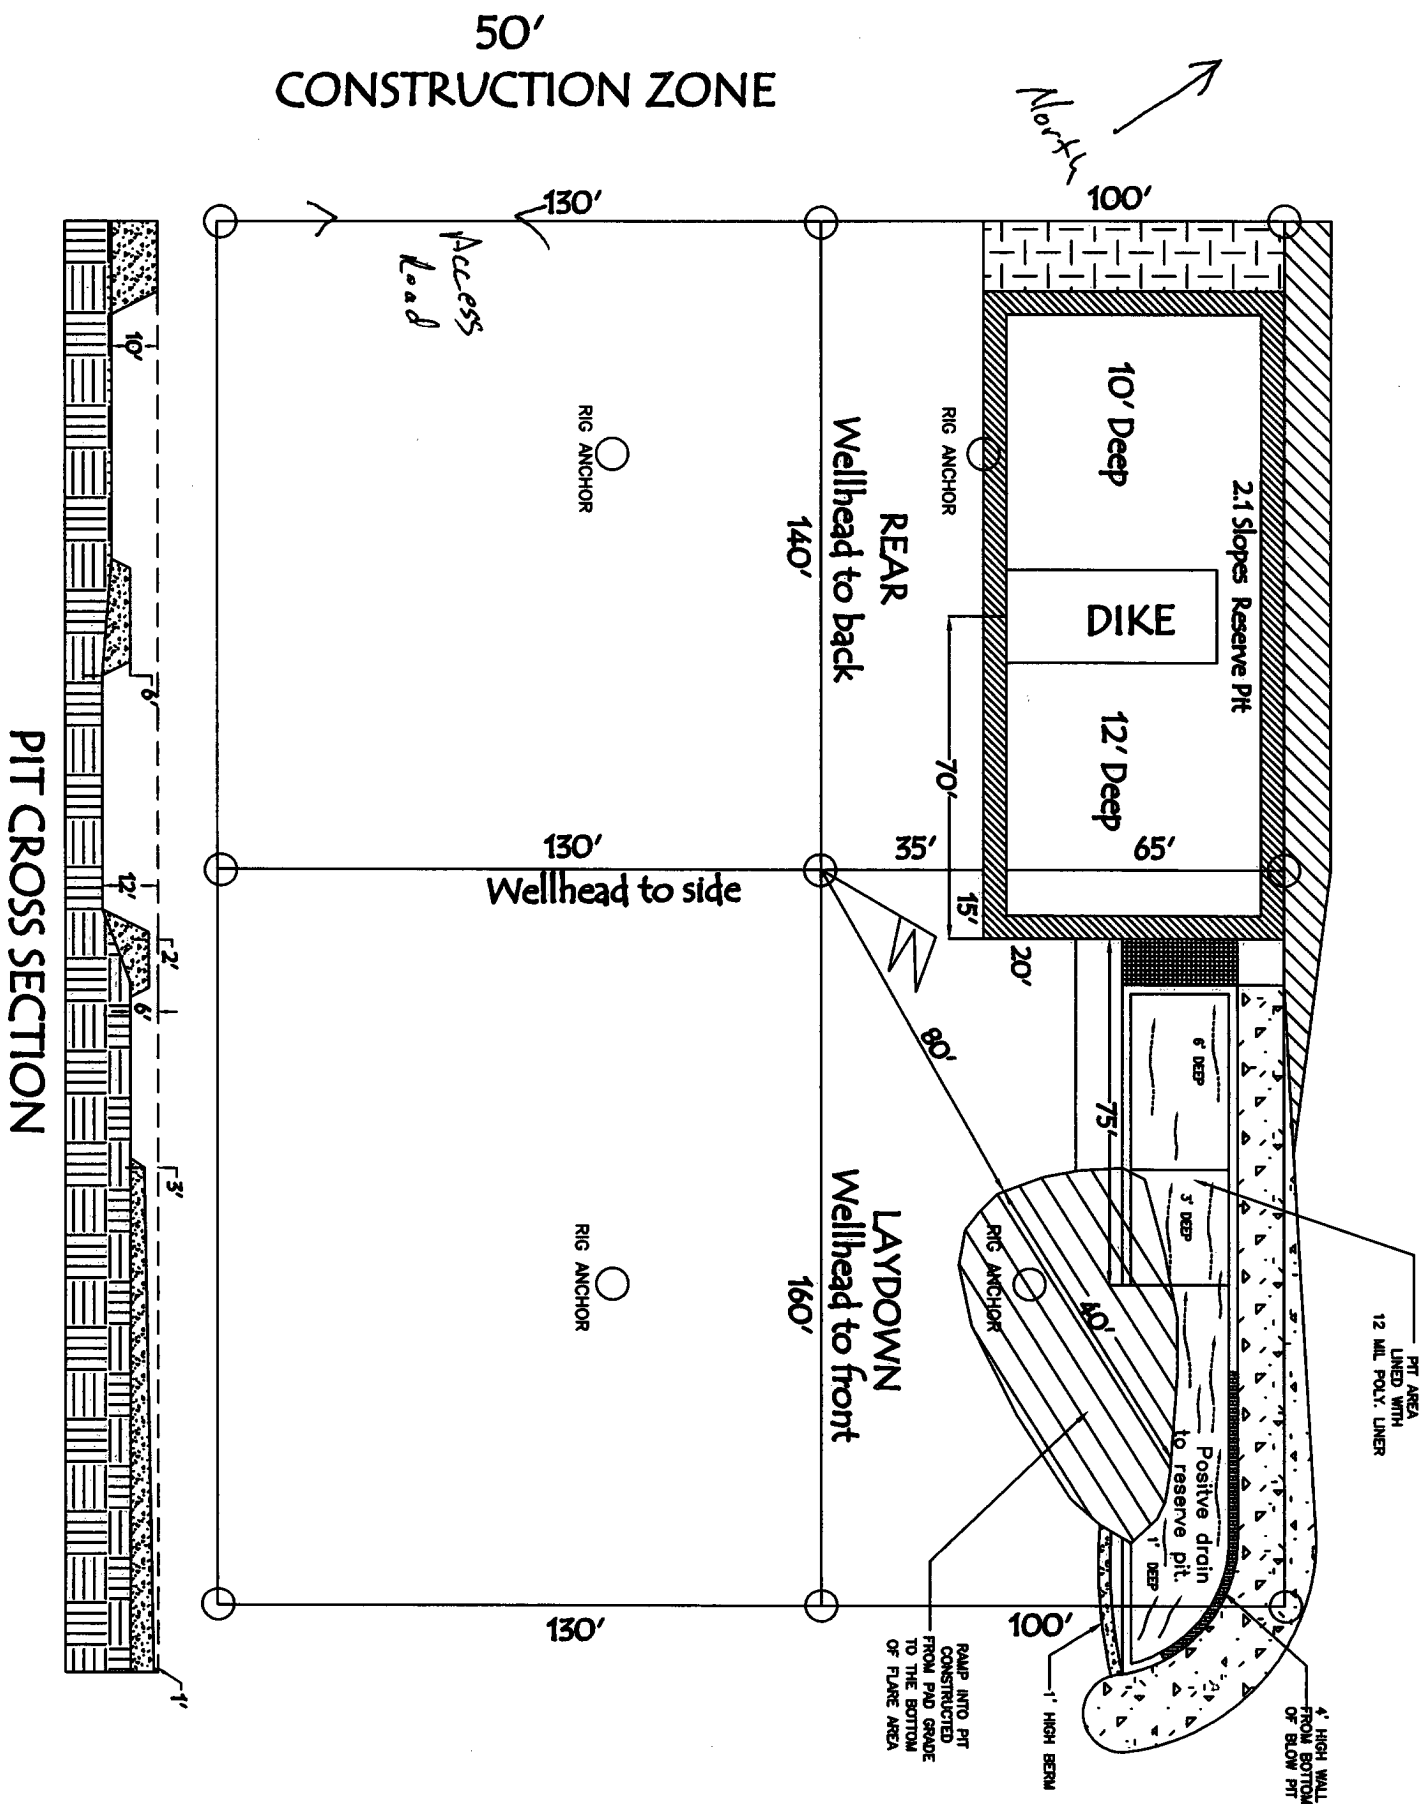 50'
CONSTRUCTION ZONE
North
130'
100'
Access
Road
10'
RIG ANCHOR
RIG ANCHOR
10' Deep
2.1 Slopes Reserve Pit
REAR
Wellhead to back
140'
DIKE
6'
12' Deep
70'
130'
Wellhead to side
35'
65'
15'
20'
12'
2'
6'
PIT CROSS SECTION
80'
75'
6' DEEP
3' DEEP
3'
LAYDOWN
Wellhead to front
160'
RIG ANCHOR
RIG ANCHOR
40'
PIT AREA
LINED WITH
12 MIL POLY. LINER
Positve drain
to reserve pit.
1' DEEP
130'
100'
RAMP INTO PIT
CONSTRUCTED
FROM PAD GRADE
TO THE BOTTOM
OF FLARE AREA
1' HIGH BERM
4' HIGH WALL
FROM BOTTOM
OF BLOW PIT
1'